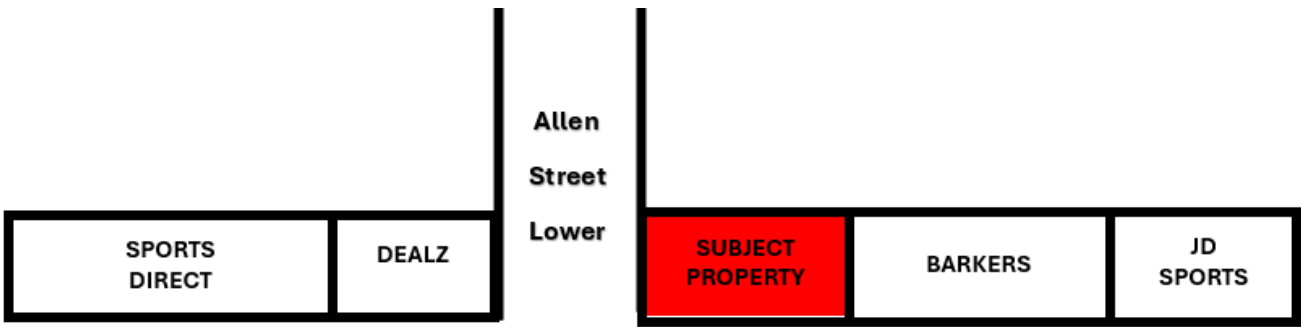 Allen
Street
Lower
SPORTS
DIRECT
DEALZ
SUBJECT
PROPERTY
BARKERS
JD
SPORTS